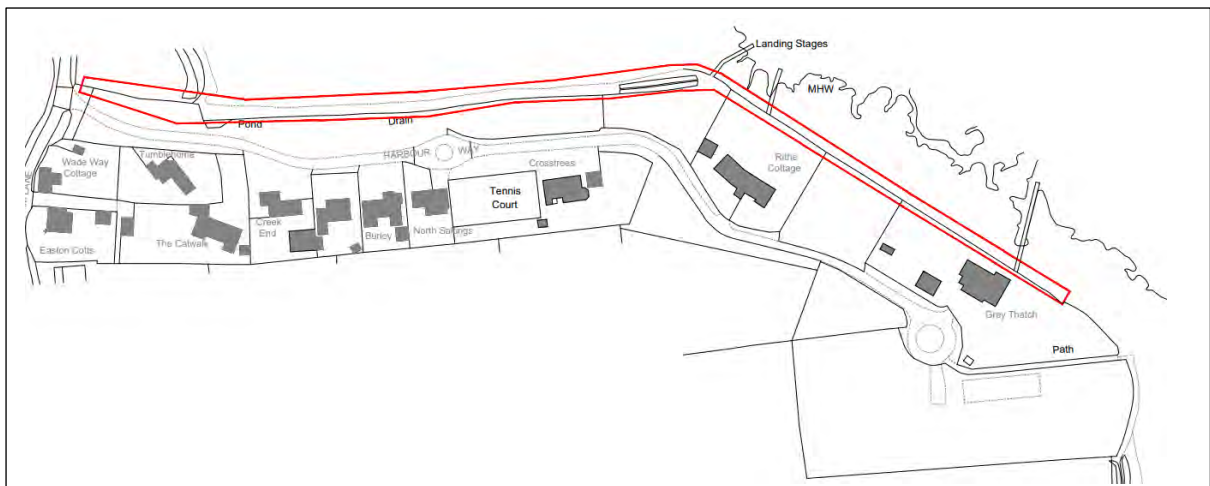 Landing Stages
MHW
Pond
Drain
HARBOUR WAY
Wade Way
Cottage
Tumblehome
Crosstrees
Rithe
Cottage
Tennis
Court
Creek
End
Burley
North Salings
Easton Cotts
The Catwalk
Grey Thatch
Path